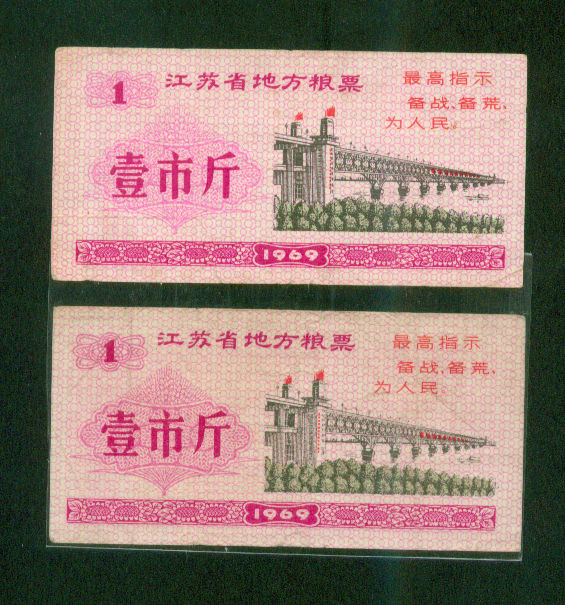 江苏省地方粮票
1
最高指示
备战、备荒、
为人民。
壹市斤
1969
江苏省地方粮票
1
最高指示
备战、备荒、
为人民。
壹市斤
1969